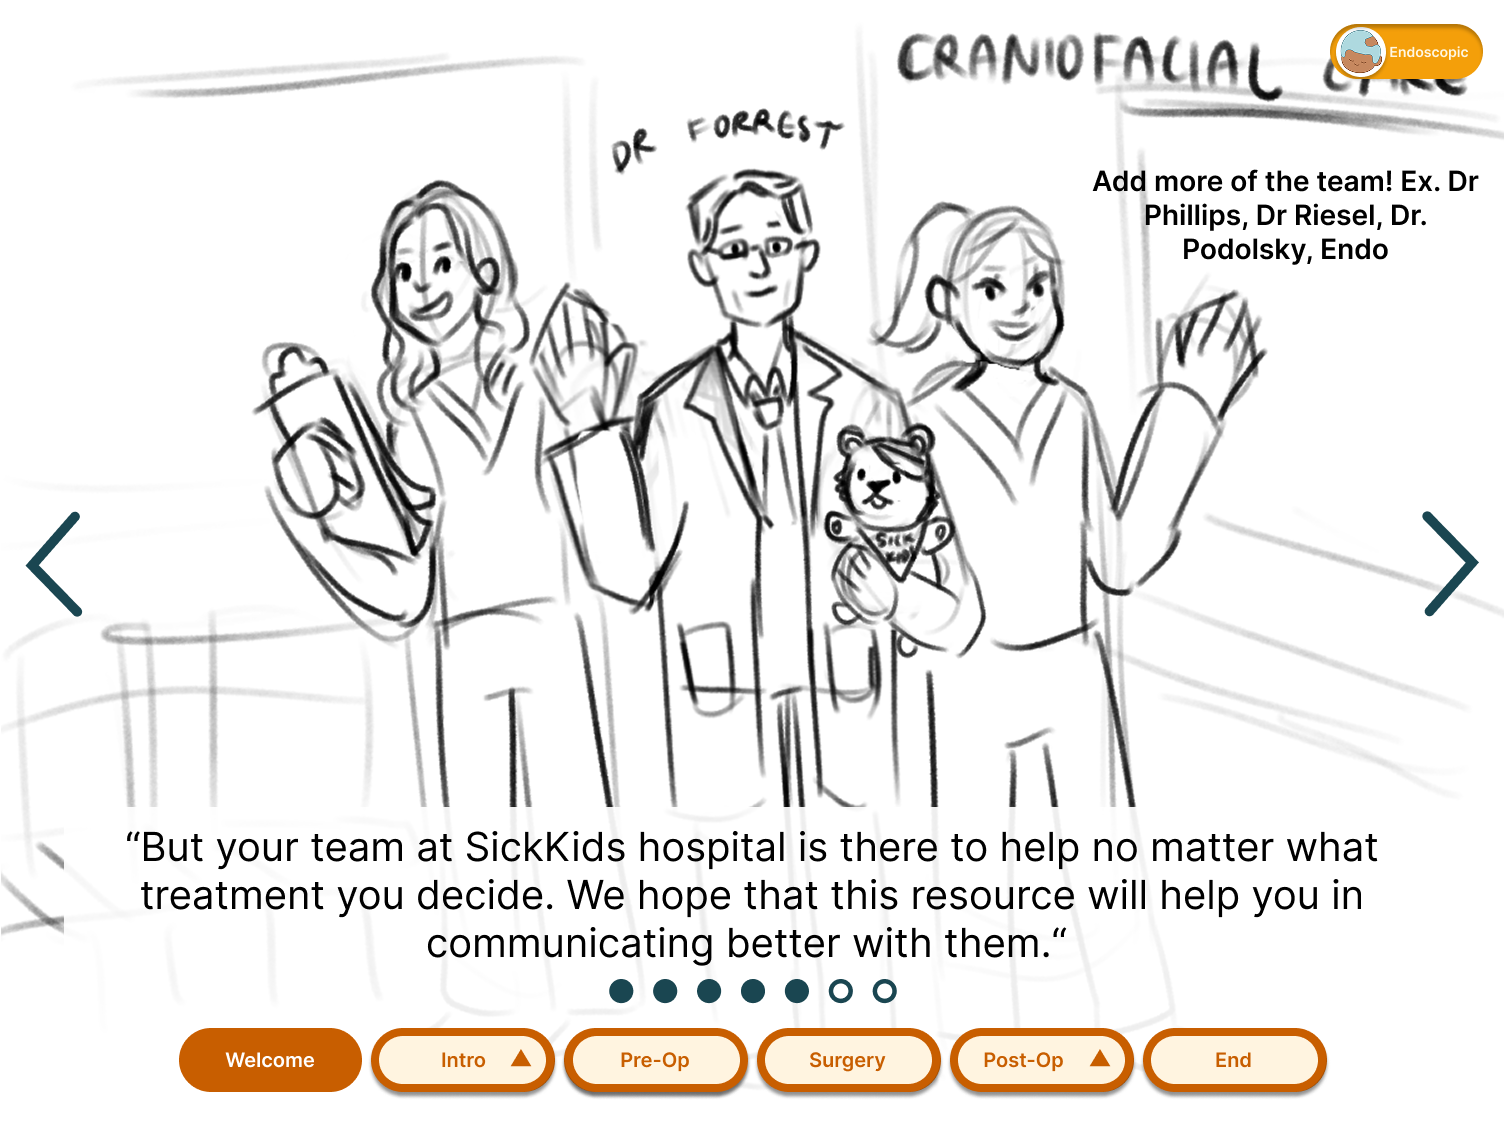 CRANIOFACIAL CARE
Endoscopic
DR FORREST
Add more of the team! Ex. Dr
Phillips, Dr Riesel, Dr.
Podolsky, Endo
SICK
KIDS
“But your team at SickKids hospital is there to help no matter what
treatment you decide. We hope that this resource will help you in
communicating better with them.“
Welcome
Intro
Pre-Op
Surgery
Post-Op
End